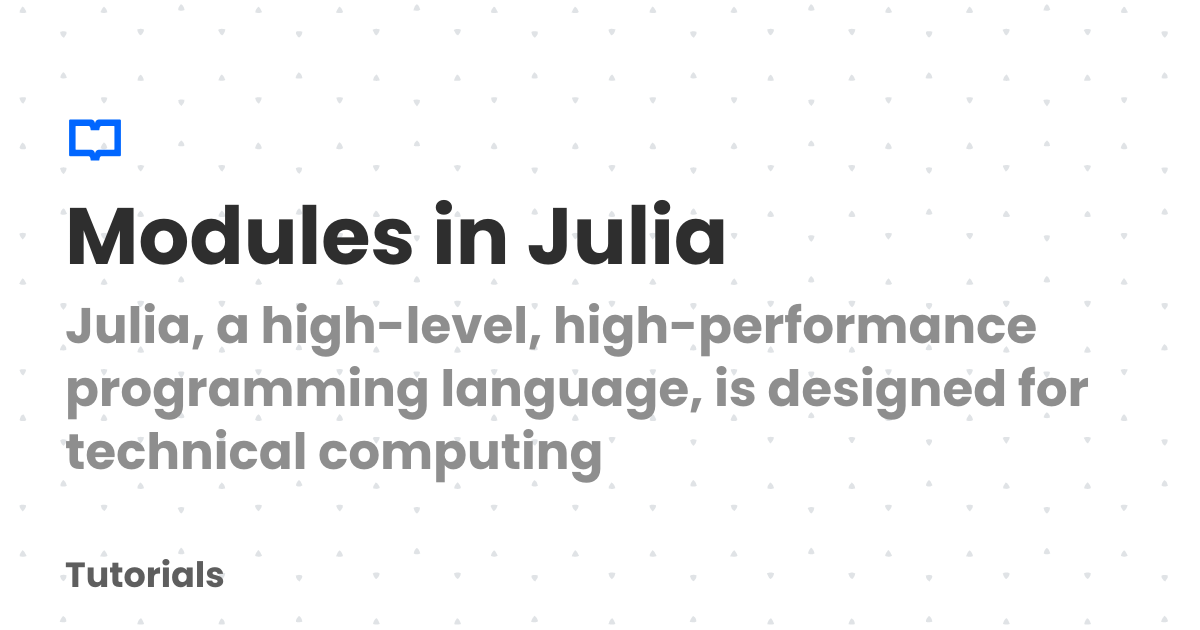 Modules in Julia
Julia, a high-level, high-performance
programming language, is designed for
technical computing
Tutorials